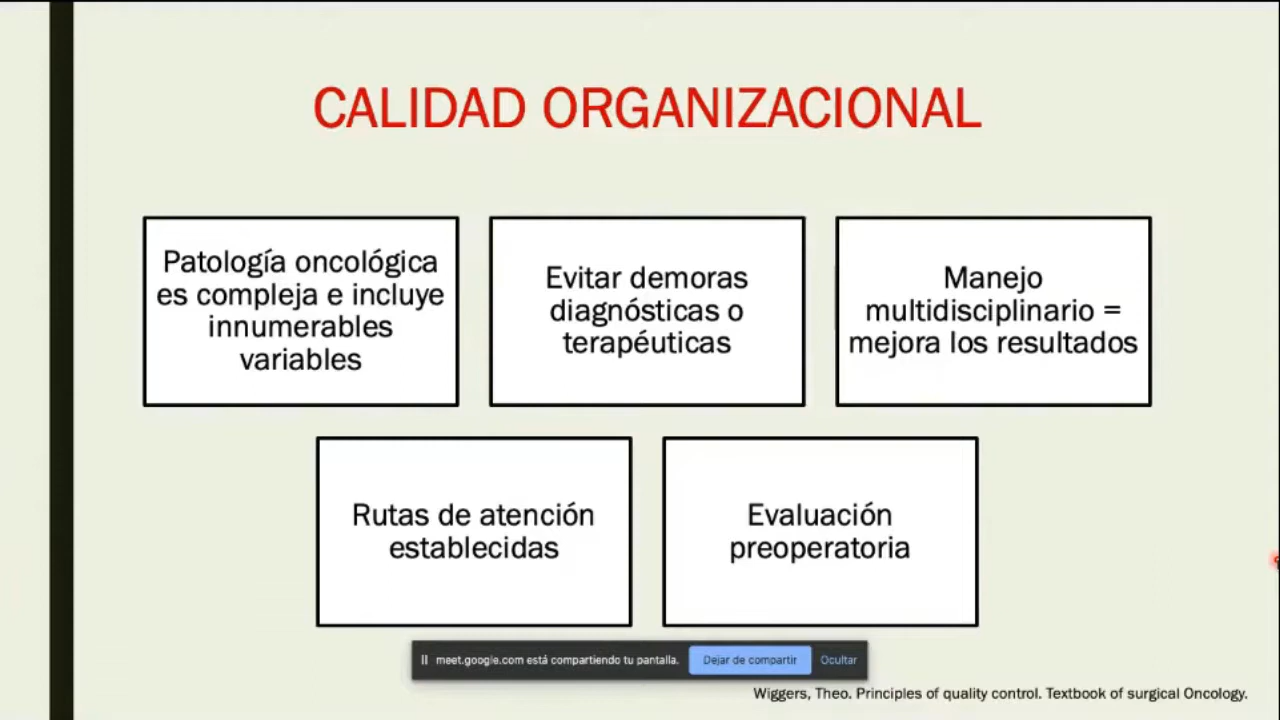 CALIDAD ORGANIZACIONAL
Patología oncológica
es compleja e incluye
innumerables
variables
Evitar demoras
diagnósticas o
terapéuticas
Manejo
multidisciplinario =
mejora los resultados
Rutas de atención
establecidas
Evaluación
preoperatoria
meet.google.com está compartiendo tu pantalla. Dejar de compartir Ocultar
Wiggers, Theo. Principles of quality control. Textbook of surgical Oncology.